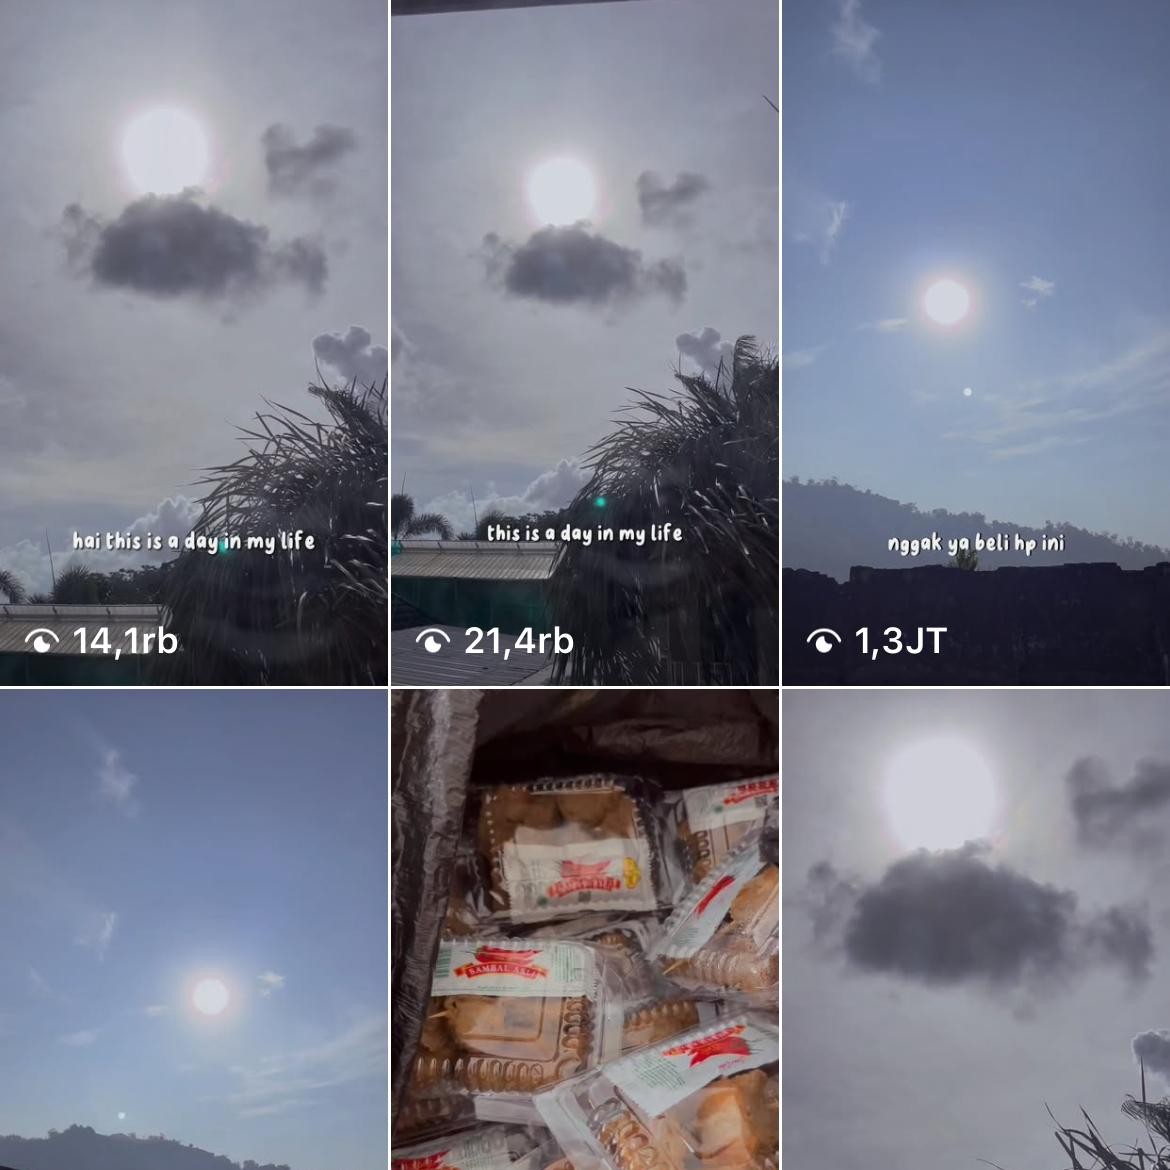 hai this is a day in my life
14,1rb
this is a day in my life
21,4rb
nggak ya beli hp ini
1,3JT
SAMBAL ASLI